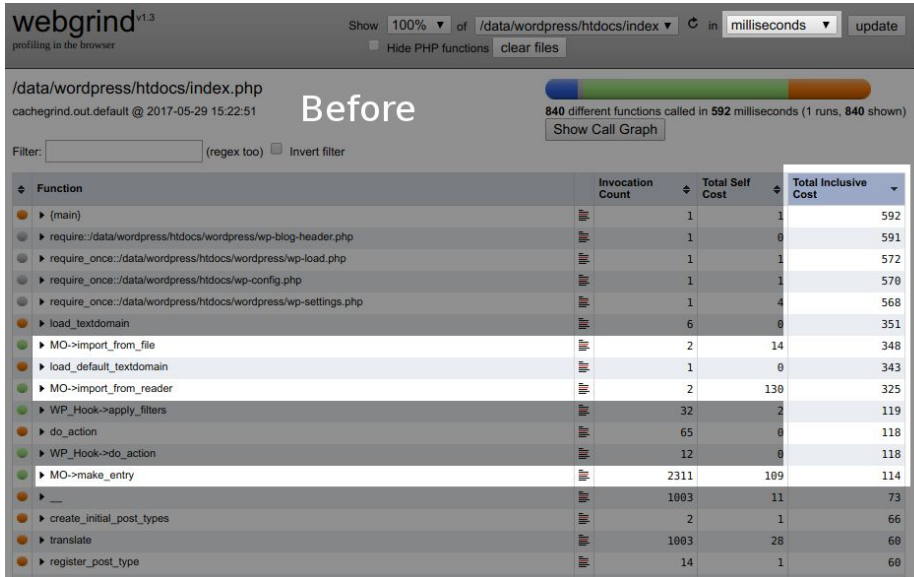 webgrind v1.3
profiling in the browser
Show 100% ▼ of /data/wordpress/htdocs/index ▼ in milliseconds ▼ update
Hide PHP functions clear files
/data/wordpress/htdocs/index.php
cachegrind.out.default @ 2017-05-29 15:22:51
Before
840 different functions called in 592 milliseconds (1 runs, 840 shown)
Show Call Graph
Filter: (regex too) Invert filter
Function Invocation Count Total Self Cost Total Inclusive Cost
{main} 1 1 592
require::/data/wordpress/htdocs/wordpress/wp-blog-header.php 1 0 591
require_once::/data/wordpress/htdocs/wordpress/wp-load.php 1 1 572
require_once::/data/wordpress/htdocs/wp-config.php 1 1 570
require_once::/data/wordpress/htdocs/wordpress/wp-settings.php 1 4 568
load_textdomain 6 0 351
MO->import_from_file 2 14 348
load_default_textdomain 1 0 343
MO->import_from_reader 2 130 325
WP_Hook->apply_filters 32 2 119
do_action 65 0 118
WP_Hook->do_action 12 0 118
MO->make_entry 2311 109 114
__ 1003 11 73
create_initial_post_types 2 1 66
translate 1003 28 60
register_post_type 14 1 60